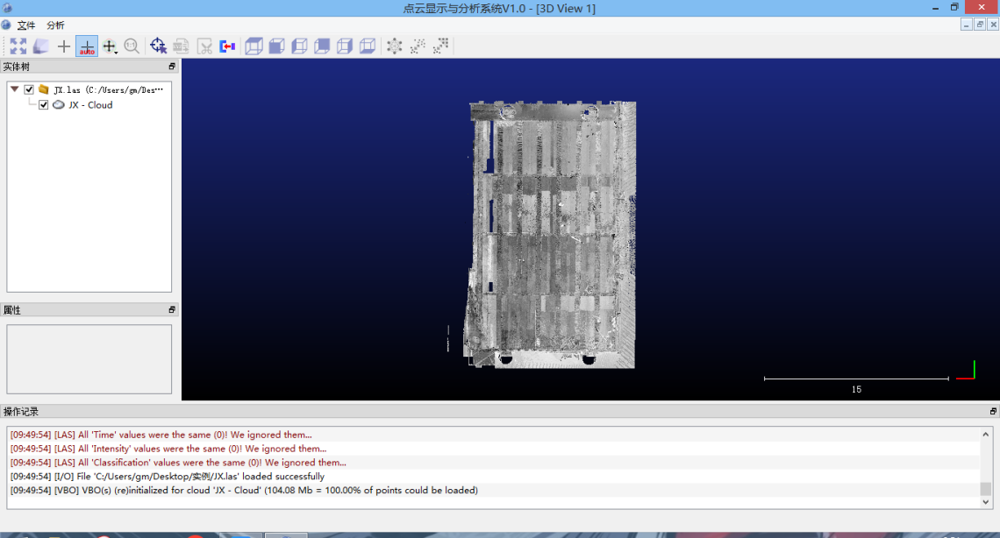 点云显示与分析系统V1.0 - [3D View 1]
文件 分析
auto
1:1
实体树
JX.las (C:/Users/gm/Des···
JX - Cloud
属性
15
操作记录
[09:49:54] [LAS] All 'Time' values were the same (0)! We ignored them...
[09:49:54] [LAS] All 'Intensity' values were the same (0)! We ignored them...
[09:49:54] [LAS] All 'Classification' values were the same (0)! We ignored them...
[09:49:54] [I/O] File 'C:/Users/gm/Desktop/实例/JX.las' loaded successfully
[09:49:54] [VBO] VBO(s) (re)initialized for cloud 'JX - Cloud' (104.08 Mb = 100.00% of points could be loaded)